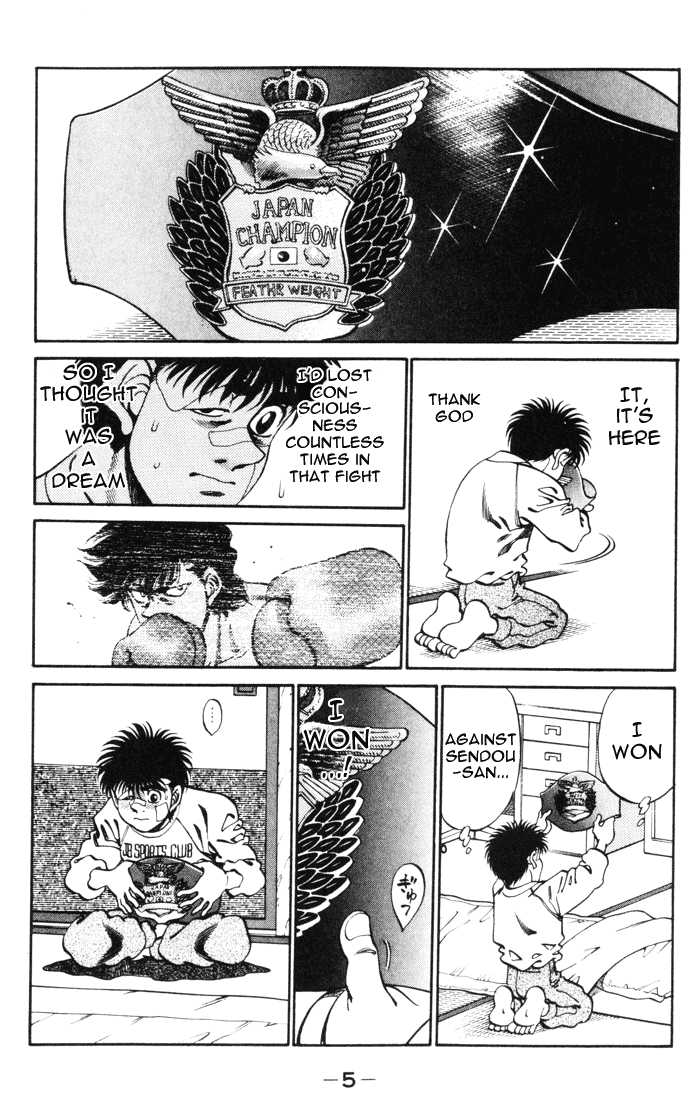 JAPAN
CHAMPION
FEATHR WEIGHT
IT,
IT'S
HERE
THANK
GOD
I'D LOST
CON-
SCIOUS-
NESS
COUNTLESS
TIMES IN
THAT FIGHT
SO I
THOUGHT
IT
WAS
A
DREAM
I
WON
AGAINST
SENDOU
-SAN...
I
WON
...!
ぎゅっ
...
JB SPORTS CLUB
-5-